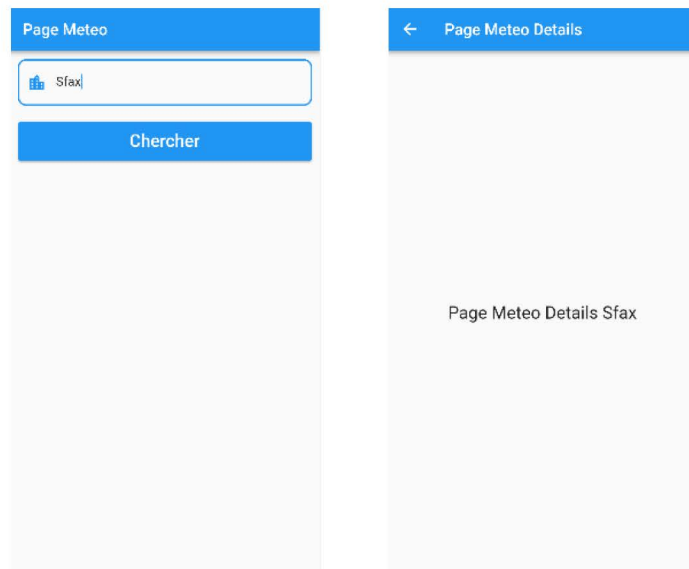 Page Meteo
Sfax
Chercher
Page Meteo Details
Page Meteo Details Sfax